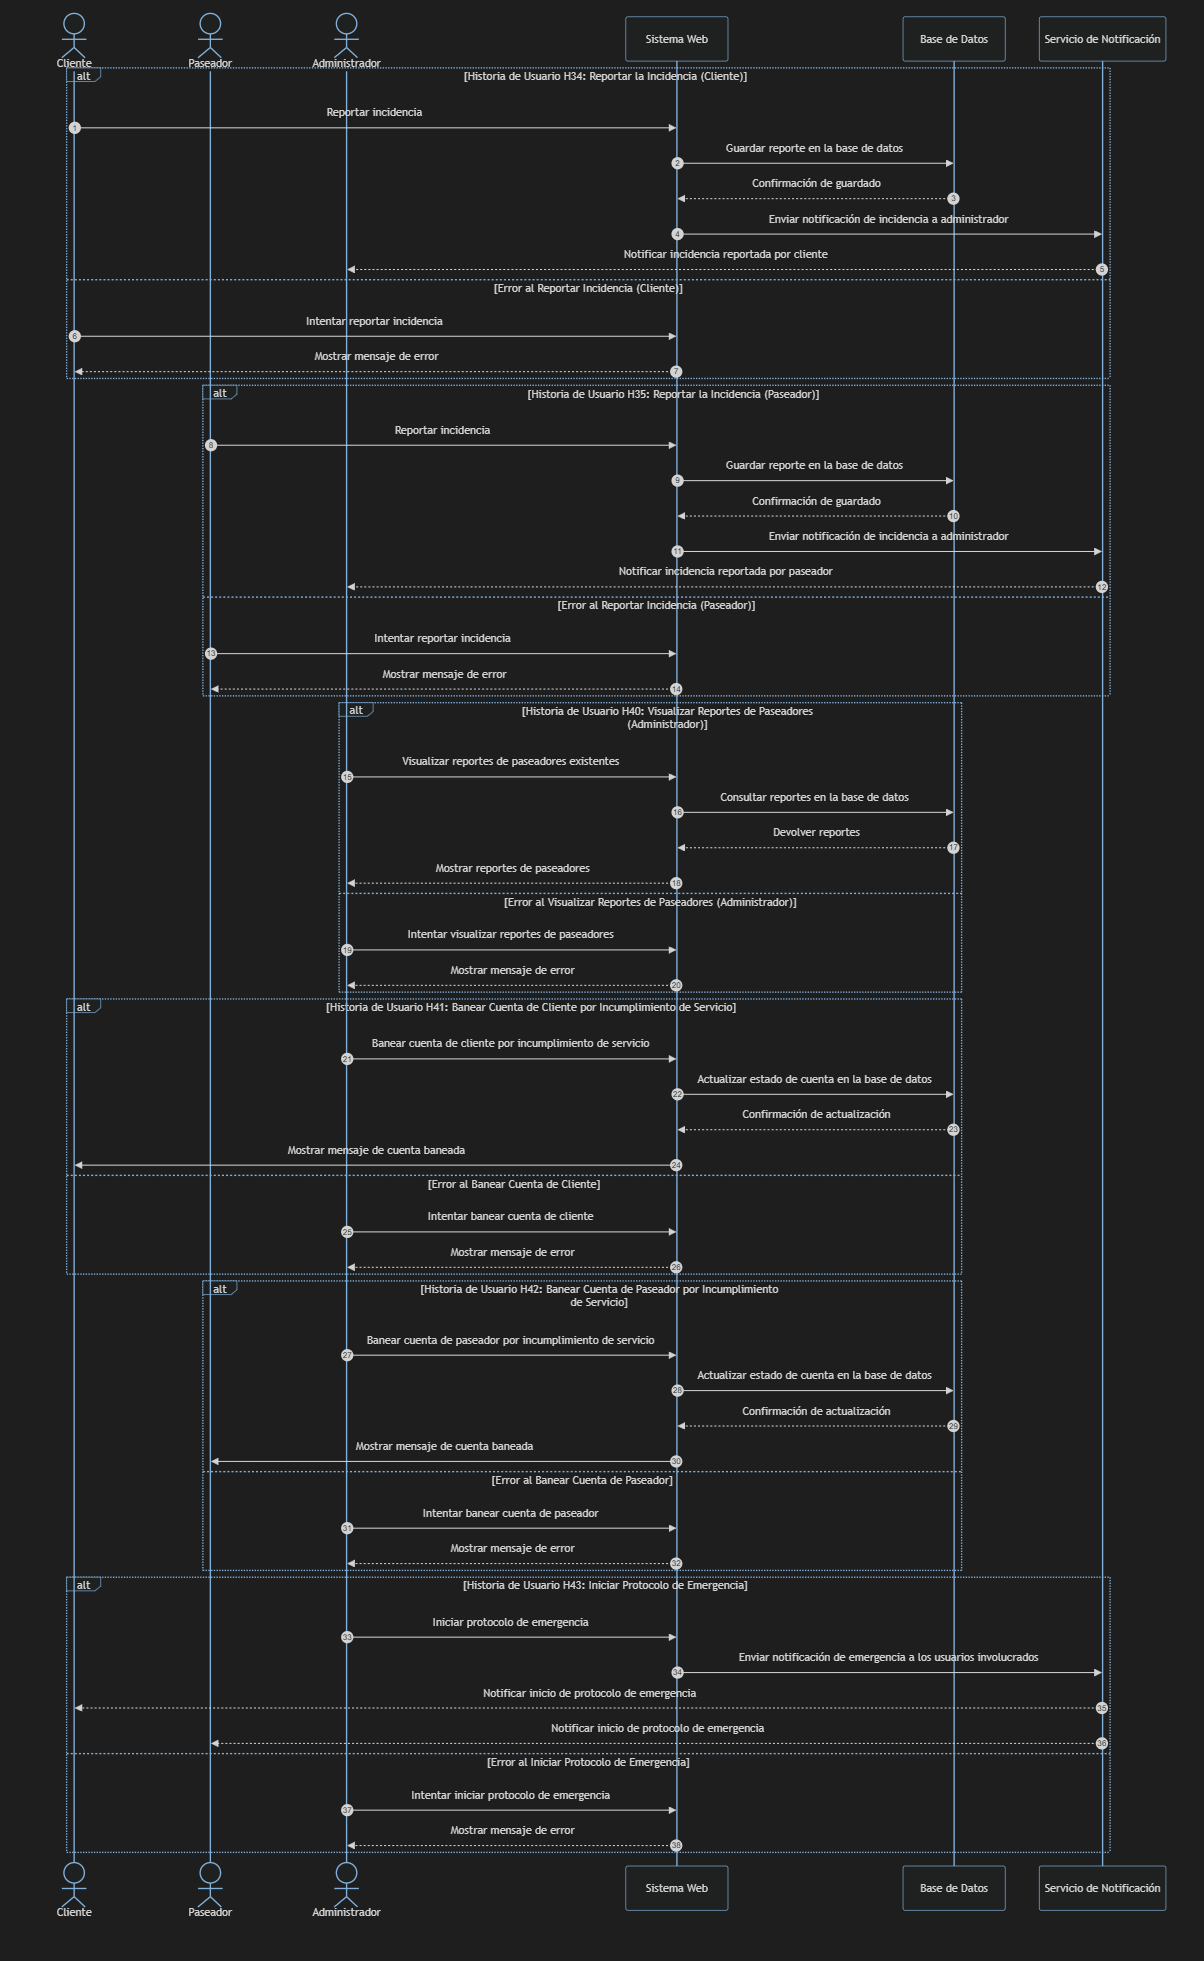 Cliente
Paseador
Administrador
Sistema Web
Base de Datos
Servicio de Notificación
alt
[Historia de Usuario H34: Reportar la Incidencia (Cliente)]
Reportar incidencia
1
Guardar reporte en la base de datos
2
Confirmación de guardado
3
Enviar notificación de incidencia a administrador
4
Notificar incidencia reportada por cliente
5
[Error al Reportar Incidencia (Cliente)]
Intentar reportar incidencia
6
Mostrar mensaje de error
7
alt
[Historia de Usuario H35: Reportar la Incidencia (Paseador)]
Reportar incidencia
8
Guardar reporte en la base de datos
9
Confirmación de guardado
10
Enviar notificación de incidencia a administrador
11
Notificar incidencia reportada por paseador
12
[Error al Reportar Incidencia (Paseador)]
Intentar reportar incidencia
13
Mostrar mensaje de error
14
alt
[Historia de Usuario H40: Visualizar Reportes de Paseadores
(Administrador)]
Visualizar reportes de paseadores existentes
15
Consultar reportes en la base de datos
16
Devolver reportes
17
Mostrar reportes de paseadores
18
[Error al Visualizar Reportes de Paseadores (Administrador)]
Intentar visualizar reportes de paseadores
19
Mostrar mensaje de error
20
alt
[Historia de Usuario H41: Banear Cuenta de Cliente por Incumplimiento de Servicio]
Banear cuenta de cliente por incumplimiento de servicio
21
Actualizar estado de cuenta en la base de datos
22
Confirmación de actualización
23
Mostrar mensaje de cuenta baneada
24
[Error al Banear Cuenta de Cliente]
Intentar banear cuenta de cliente
25
Mostrar mensaje de error
26
alt
[Historia de Usuario H42: Banear Cuenta de Paseador por Incumplimiento
de Servicio]
Banear cuenta de paseador por incumplimiento de servicio
27
Actualizar estado de cuenta en la base de datos
28
Confirmación de actualización
29
Mostrar mensaje de cuenta baneada
30
[Error al Banear Cuenta de Paseador]
Intentar banear cuenta de paseador
31
Mostrar mensaje de error
32
alt
[Historia de Usuario H43: Iniciar Protocolo de Emergencia]
Iniciar protocolo de emergencia
33
Enviar notificación de emergencia a los usuarios involucrados
34
Notificar inicio de protocolo de emergencia
35
Notificar inicio de protocolo de emergencia
36
[Error al Iniciar Protocolo de Emergencia]
Intentar iniciar protocolo de emergencia
37
Mostrar mensaje de error
38
Cliente
Paseador
Administrador
Sistema Web
Base de Datos
Servicio de Notificación